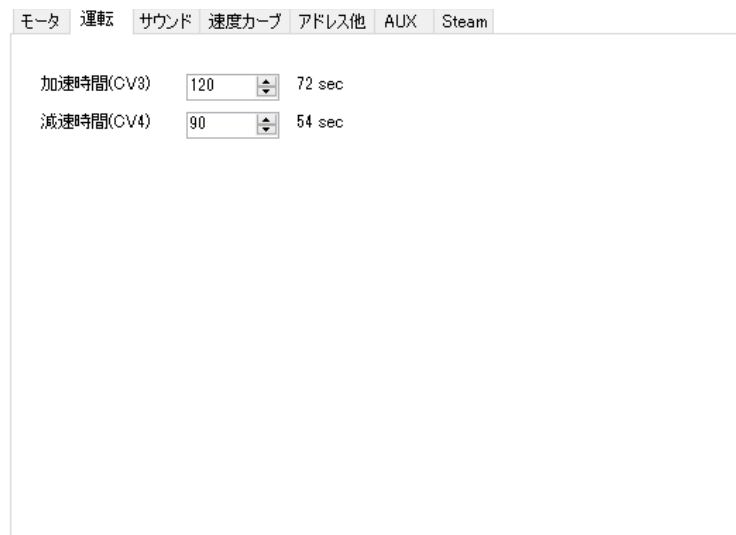 モータ 運転 サウンド 速度カーブ アドレス他 AUX Steam
加速時間(CV3) 120 72 sec
減速時間(CV4) 90 54 sec